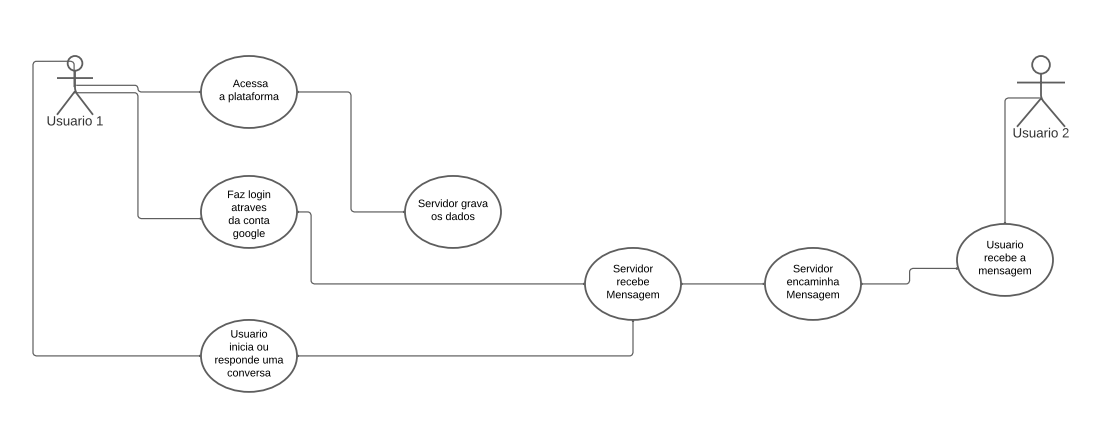 Usuario 1
Acessa
a plataforma
Usuario 2
Faz login
atraves
da conta
google
Servidor grava
os dados
Servidor
recebe
Mensagem
Servidor
encaminha
Mensagem
Usuario
recebe a
mensagem
Usuario
inicia ou
responde uma
conversa